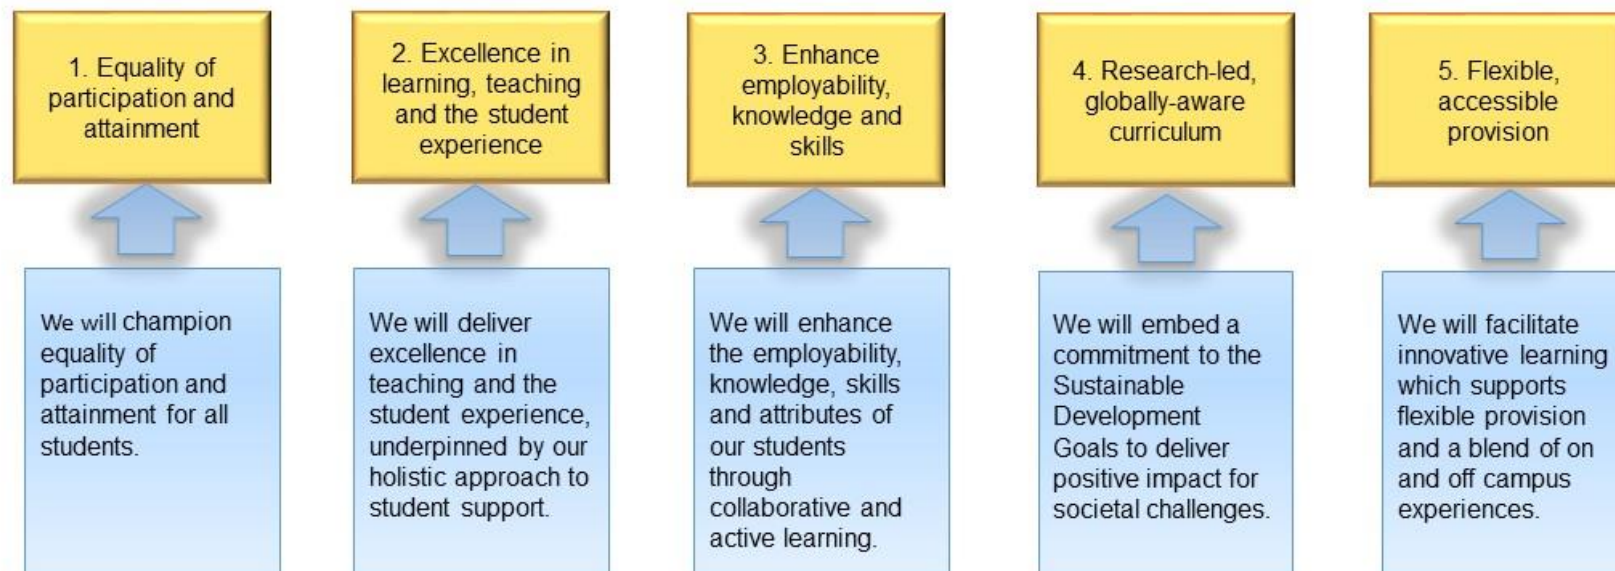 1. Equality of
participation and
attainment
2. Excellence in
learning, teaching
and the student
experience
3. Enhance
employability,
knowledge and
skills
4. Research-led,
globally-aware
curriculum
5. Flexible,
accessible
provision
We will champion
equality of
participation and
attainment for all
students.
We will deliver
excellence in
teaching and the
student experience,
underpinned by our
holistic approach to
student support.
We will enhance
the employability,
knowledge, skills
and attributes of
our students
through
collaborative and
active learning.
We will embed a
commitment to the
Sustainable
Development
Goals to deliver
positive impact for
societal challenges.
We will facilitate
innovative learning
which supports
flexible provision
and a blend of on
and off campus
experiences.